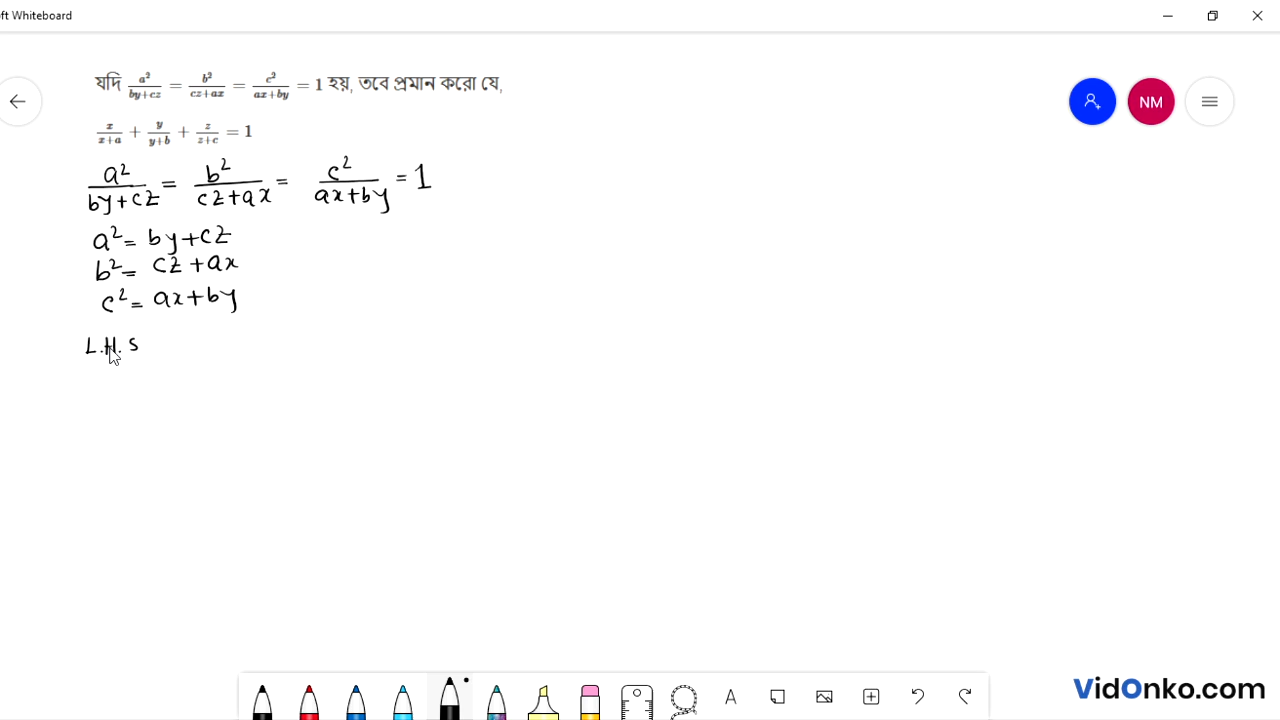 ft Whiteboard
যদি a²/(by+cz) = b²/(cz+ax) = c²/(ax+by) = 1 হয়, তবে প্রমান করো যে,
x/(x+a) + y/(y+b) + z/(z+c) = 1
a²/(by+cz) = b²/(cz+ax) = c²/(ax+by) = 1
a² = by+cz
b² = cz+ax
c² = ax+by
L.H.S
NM
A
VidOnko.com